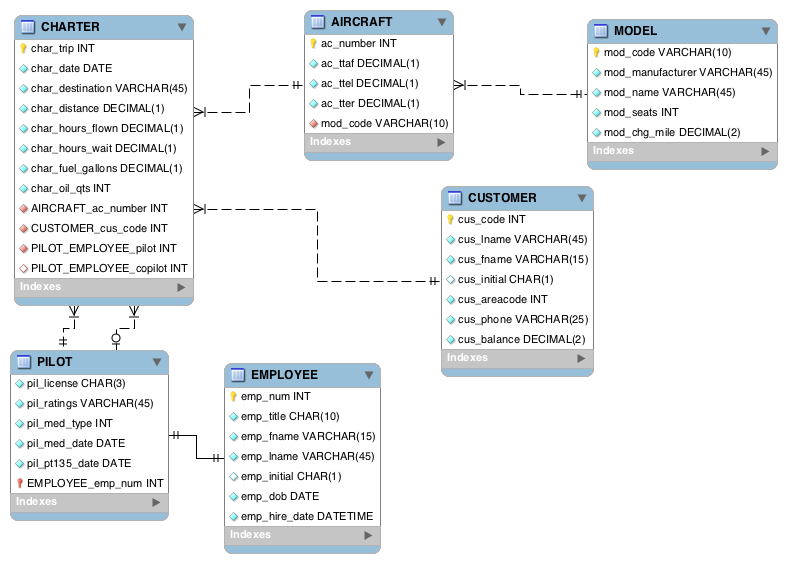 CHARTER
char_trip INT
char_date DATE
char_destination VARCHAR(45)
char_distance DECIMAL(1)
char_hours_flown DECIMAL(1)
char_hours_wait DECIMAL(1)
char_fuel_gallons DECIMAL(1)
char_oil_qts INT
AIRCRAFT_ac_number INT
CUSTOMER_cus_code INT
PILOT_EMPLOYEE_pilot INT
PILOT_EMPLOYEE_copilot INT
Indexes
AIRCRAFT
ac_number INT
ac_ttaf DECIMAL(1)
ac_ttel DECIMAL(1)
ac_tter DECIMAL(1)
mod_code VARCHAR(10)
Indexes
MODEL
mod_code VARCHAR(10)
mod_manufacturer VARCHAR(45)
mod_name VARCHAR(45)
mod_seats INT
mod_chg_mile DECIMAL(2)
Indexes
CUSTOMER
cus_code INT
cus_lname VARCHAR(45)
cus_fname VARCHAR(15)
cus_initial CHAR(1)
cus_areacode INT
cus_phone VARCHAR(25)
cus_balance DECIMAL(2)
Indexes
PILOT
pil_license CHAR(3)
pil_ratings VARCHAR(45)
pil_med_type INT
pil_med_date DATE
pil_pt135_date DATE
EMPLOYEE_emp_num INT
Indexes
EMPLOYEE
emp_num INT
emp_title CHAR(10)
emp_fname VARCHAR(15)
emp_lname VARCHAR(45)
emp_initial CHAR(1)
emp_dob DATE
emp_hire_date DATETIME
Indexes